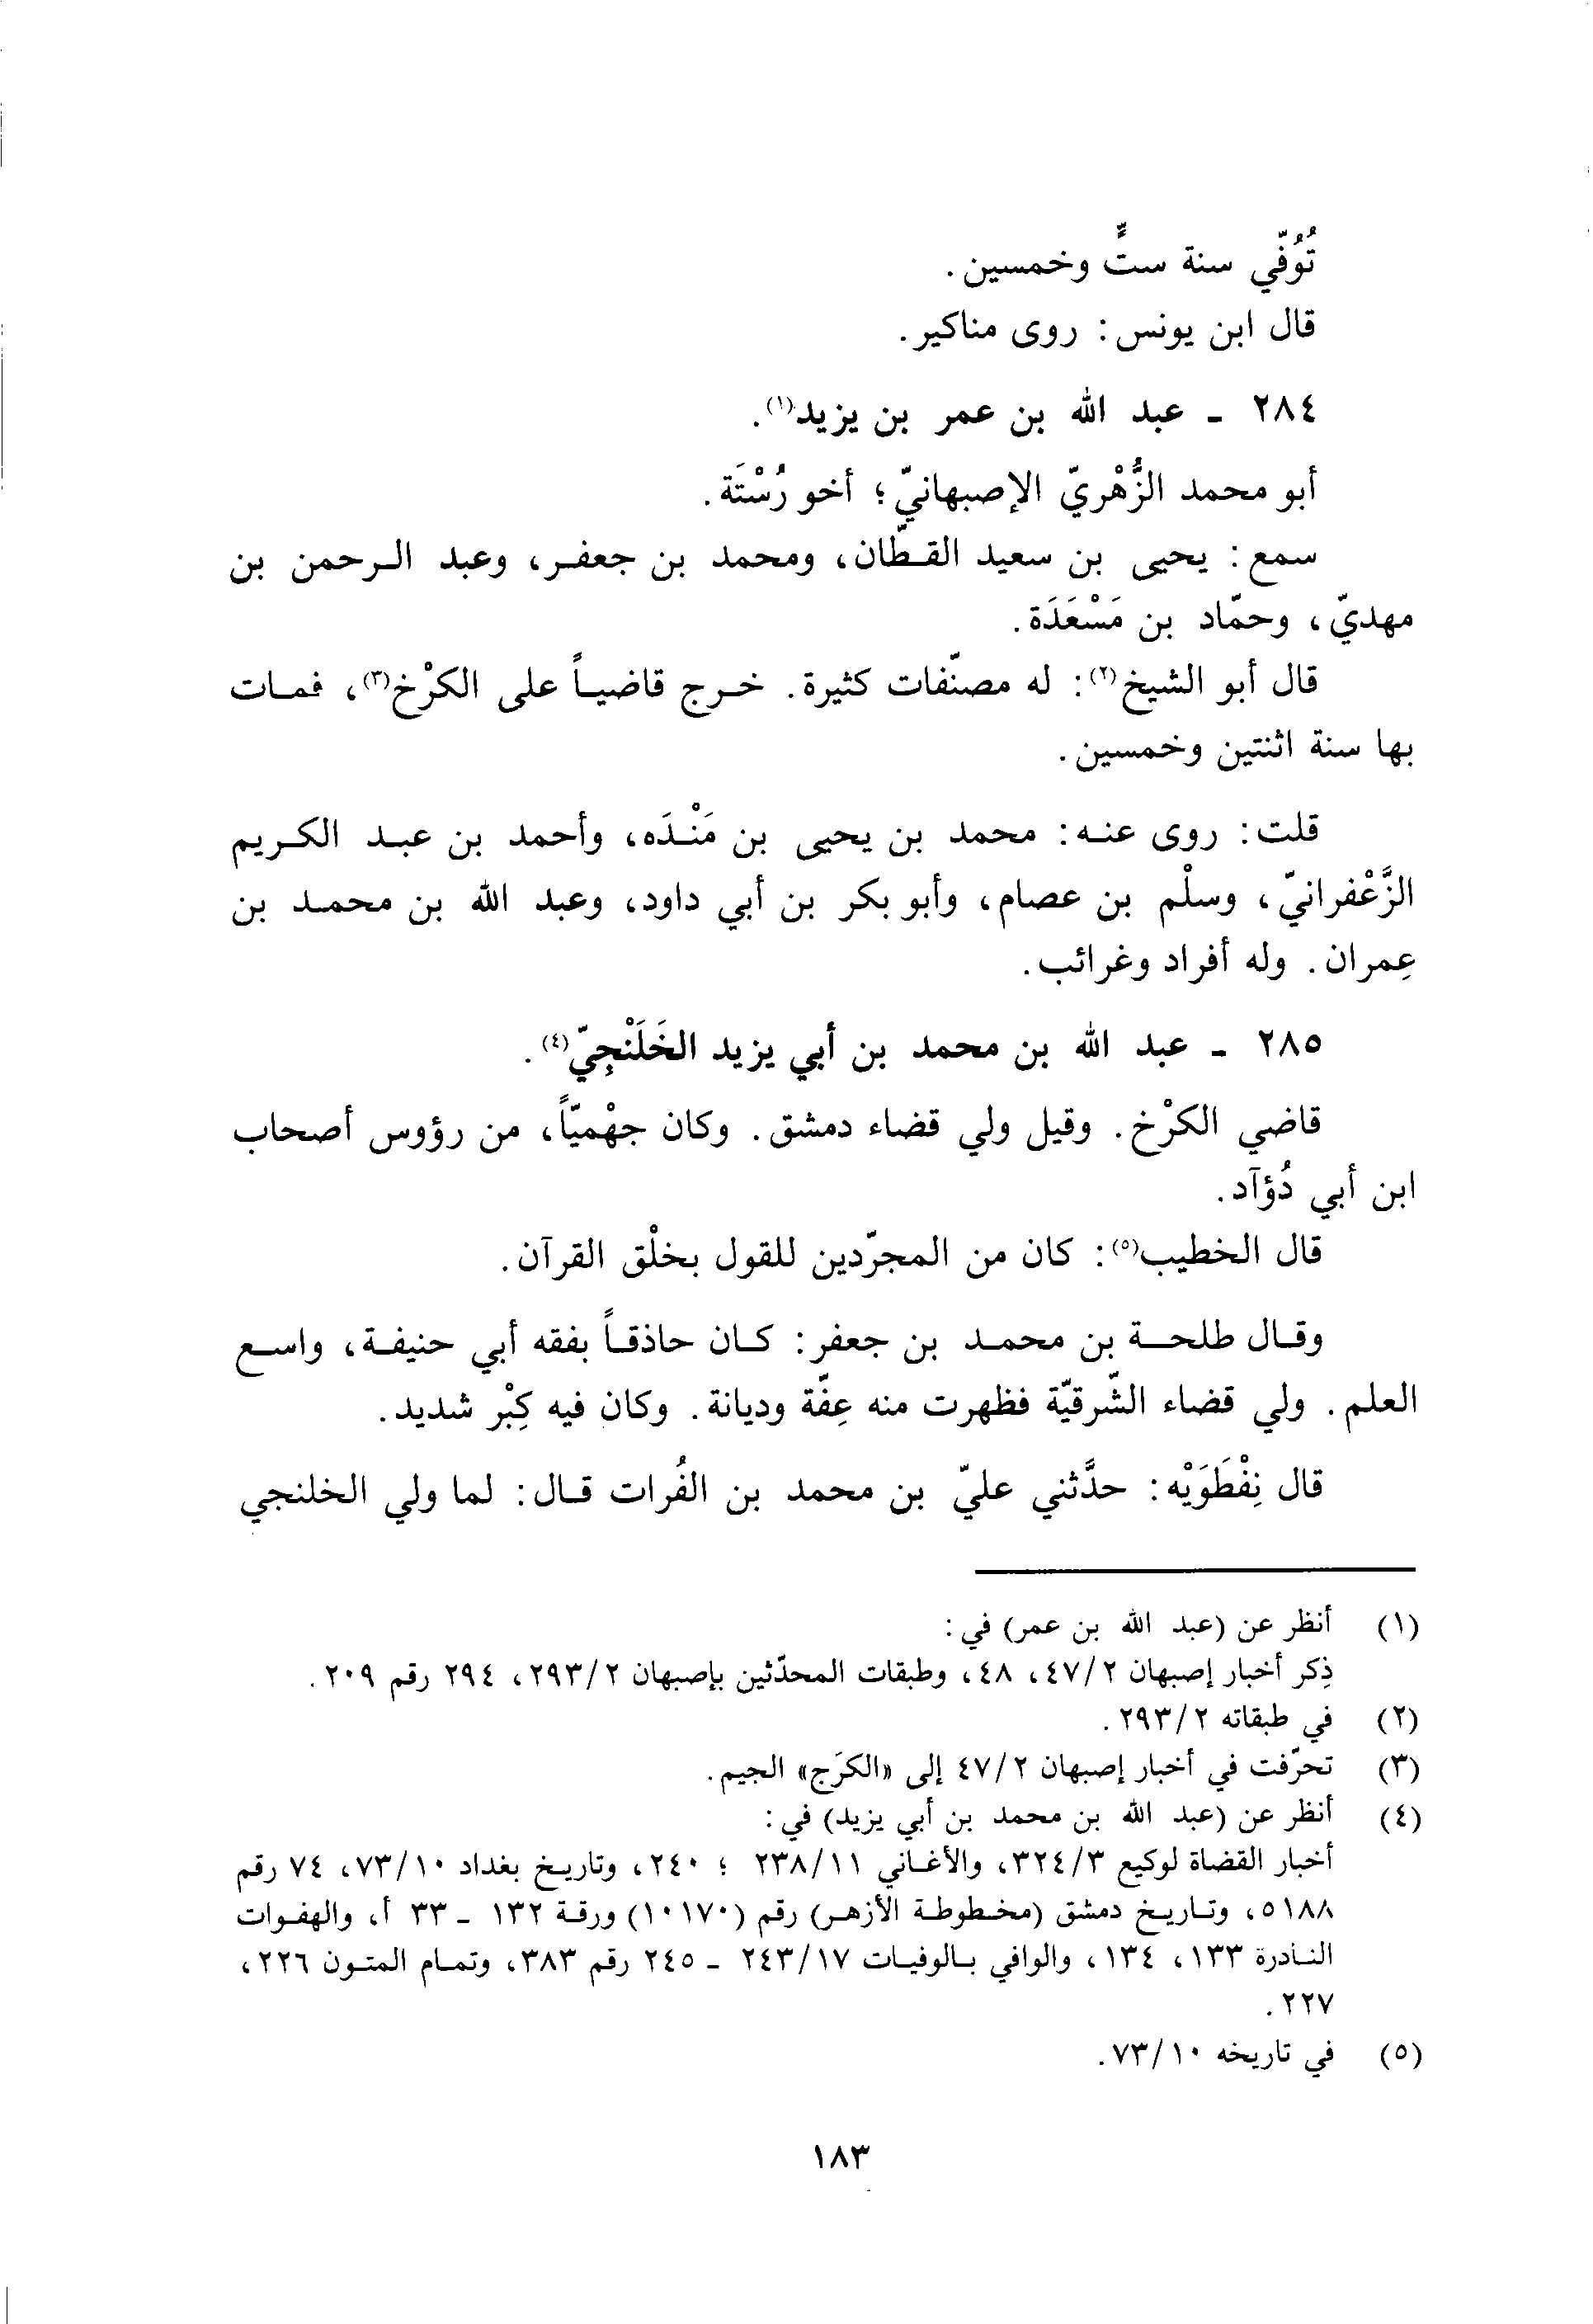 تُوُفّي سنة ستٍّ وخمسين.
قال ابن يونس: روى مناكير.
٢٨٤ ـ عبد الله بن عمر بن يزيد(١).
أبو محمد الزُّهْريّ الإصبهانيّ؛ أخو رُسْتَة.
سمع: يحيى بن سعيد القطّان، ومحمد بن جعفر، وعبد الرحمن بن
مهديّ، وحمّاد بن مَسْعَدَة.
قال أبو الشيخ(٢): له مصنّفات كثيرة. خرج قاضياً على الكرْخ(٣)، فمات
بها سنة اثنتين وخمسين.
قلت: روى عنه: محمد بن يحيى بن مَنْدَه، وأحمد بن عبد الكريم
الزَّعْفرانيّ، وسلْم بن عصام، وأبو بكر بن أبي داود، وعبد الله بن محمد بن
عِمران. وله أفراد وغرائب.
٢٨٥ ـ عبد الله بن محمد بن أبي يزيد الخَلَنْجِيّ(٤).
قاضي الكرْخ. وقيل ولي قضاء دمشق. وكان جهْميّاً، من رؤوس أصحاب
ابن أبي دُؤآد.
قال الخطيب(٥): كان من المجرّدين للقول بخلْق القرآن.
وقال طلحة بن محمد بن جعفر: كان حاذقاً بفقه أبي حنيفة، واسع
العلم. ولي قضاء الشّرقيّة فظهرت منه عِفّة وديانة. وكان فيه كِبْر شديد.
قال نِفْطَوَيْه: حدَّثني عليّ بن محمد بن الفُرات قال: لما ولي الخلنجي
(١) أنظر عن (عبد الله بن عمر) في:
ذِكر أخبار إصبهان ٤٧/٢، ٤٨، وطبقات المحدّثين بإصبهان ٢٩٣/٢، ٢٩٤ رقم ٢٠٩.
(٢) في طبقاته ٢٩٣/٢.
(٣) تحرّفت في أخبار إصبهان ٤٧/٢ إلى «الكرَج» الجيم.
(٤) أنظر عن (عبد الله بن محمد بن أبي يزيد) في:
أخبار القضاة لوكيع ٣٢٤/٣، والأغاني ٢٣٨/١١ ؛ ٢٤٠، وتاريخ بغداد ٧٣/١٠، ٧٤ رقم
٥١٨٨، وتاريخ دمشق (مخطوطة الأزهر) رقم (١٠١٧٠) ورقة ١٣٢ ـ ٣٣ أ، والهفوات
النادرة ١٣٣، ١٣٤، والوافي بالوفيات ٢٤٣/١٧ ـ ٢٤٥ رقم ٣٨٣، وتمام المتون ٢٢٦،
٢٢٧.
(٥) في تاريخه ٧٣/١٠.
١٨٣